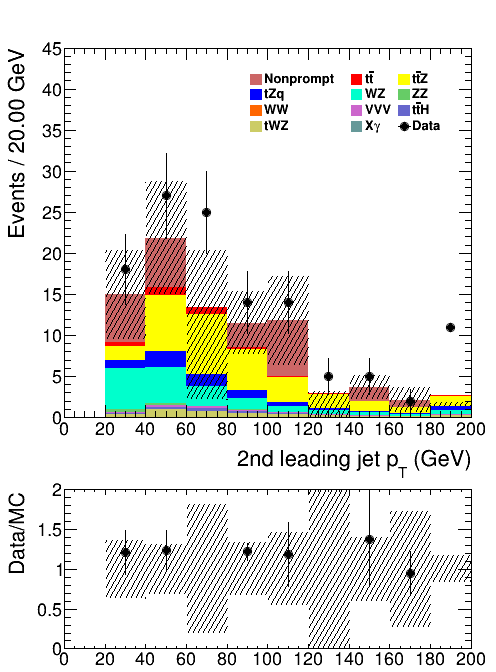 Events / 20.00 GeV
45
40
35
30
25
20
15
10
5
0
Nonprompt tt̄ tt̄Z
tZq WZ ZZ
WW VVV tt̄H
tWZ Xγ Data
0 20 40 60 80 100 120 140 160 180 200
2nd leading jet p_T (GeV)
Data/MC
2
1.5
1
0.5
0
0 20 40 60 80 100 120 140 160 180 200